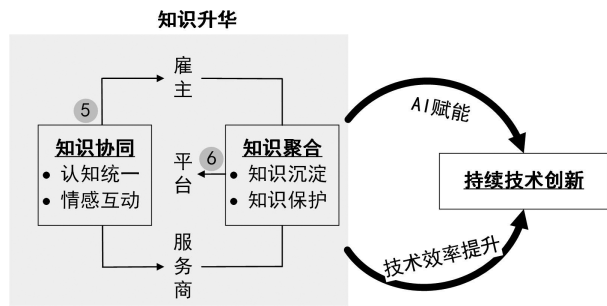 知识升华
雇主
5
知识协同
• 认知统一
• 情感互动
平台
6
知识聚合
• 知识沉淀
• 知识保护
服务商
AI赋能
持续技术创新
技术效率提升